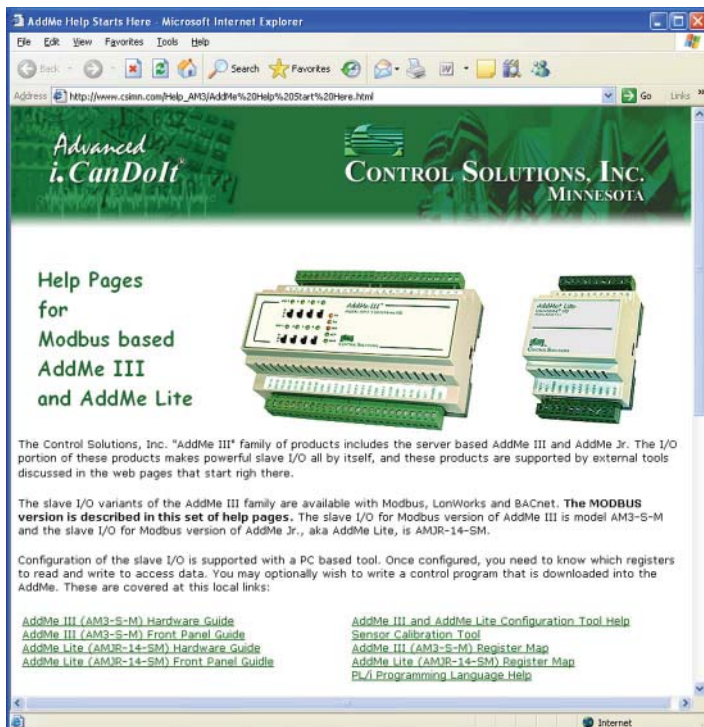 AddMe Help Starts Here - Microsoft Internet Explorer
File Edit View Favorites Tools Help
Back Search Favorites
Address http://www.csimn.com/Help_AM3/AddMe%20Help%20Start%20Here.html Go Links »
Advanced
i.CanDoIt®
CONTROL SOLUTIONS, INC.
MINNESOTA
Help Pages
for
Modbus based
AddMe III
and AddMe Lite
AddMe III
CONTROL SOLUTIONS
AddMe Lite
CONTROL SOLUTIONS
The Control Solutions, Inc. "AddMe III" family of products includes the server based AddMe III and AddMe Jr. The I/O
portion of these products makes powerful slave I/O all by itself, and these products are supported by external tools
discussed in the web pages that start righ there.
The slave I/O variants of the AddMe III family are available with Modbus, LonWorks and BACnet. The MODBUS
version is described in this set of help pages. The slave I/O for Modbus version of AddMe III is model AM3-S-M
and the slave I/O for Modbus version of AddMe Jr., aka AddMe Lite, is AMJR-14-SM.
Configuration of the slave I/O is supported with a PC based tool. Once configured, you need to know which registers
to read and write to access data. You may optionally wish to write a control program that is downloaded into the
AddMe. These are covered at this local links:
AddMe III (AM3-S-M) Hardware Guide
AddMe III (AM3-S-M) Front Panel Guide
AddMe Lite (AMJR-14-SM) Hardware Guide
AddMe Lite (AMJR-14-SM) Front Panel Guidle
AddMe III and AddMe Lite Configuration Tool Help
Sensor Calibration Tool
AddMe III (AM3-S-M) Register Map
AddMe Lite (AMJR-14-SM) Register Map
PL/i Programming Language Help
Internet